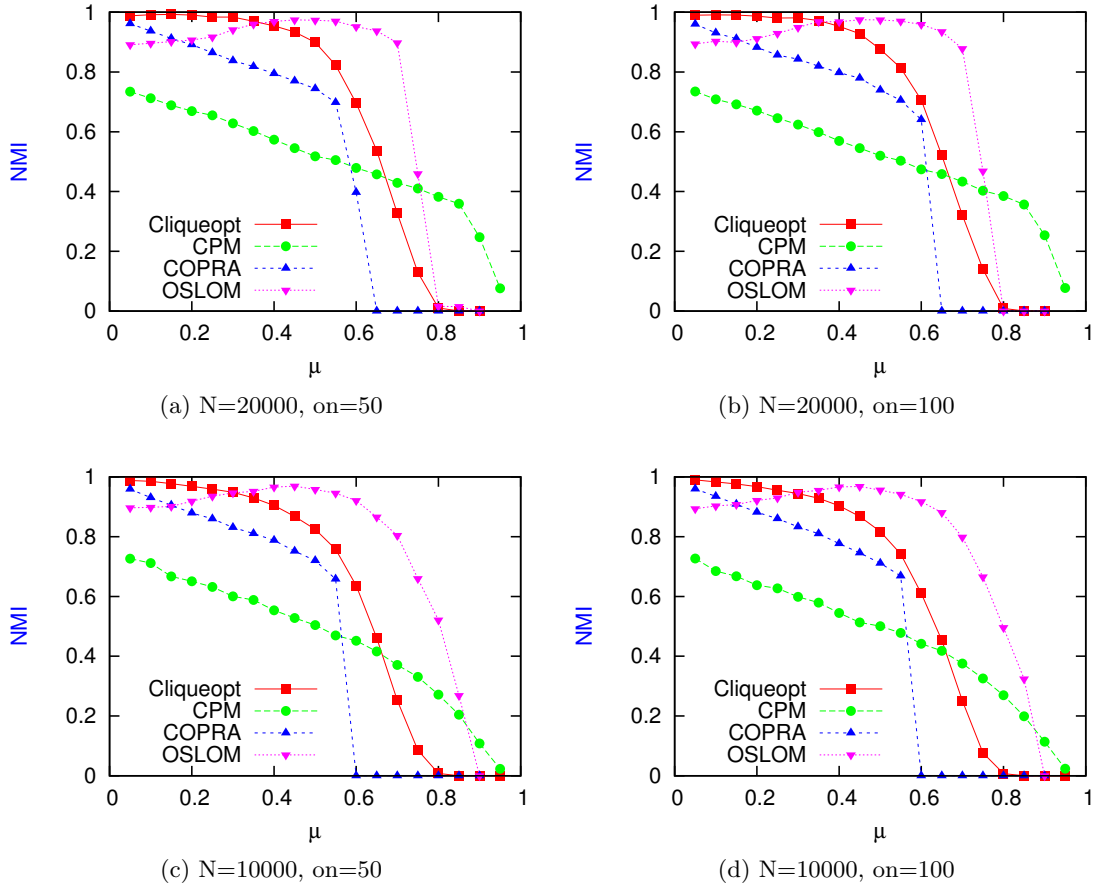 1
0.8
0.6
0.4
0.2
0
NMI
Cliqueopt
CPM
COPRA
OSLOM
0 0.2 0.4 0.6 0.8 1
μ
(a) N=20000, on=50
1
0.8
0.6
0.4
0.2
0
NMI
Cliqueopt
CPM
COPRA
OSLOM
0 0.2 0.4 0.6 0.8 1
μ
(b) N=20000, on=100
1
0.8
0.6
0.4
0.2
0
NMI
Cliqueopt
CPM
COPRA
OSLOM
0 0.2 0.4 0.6 0.8 1
μ
(c) N=10000, on=50
1
0.8
0.6
0.4
0.2
0
NMI
Cliqueopt
CPM
COPRA
OSLOM
0 0.2 0.4 0.6 0.8 1
μ
(d) N=10000, on=100